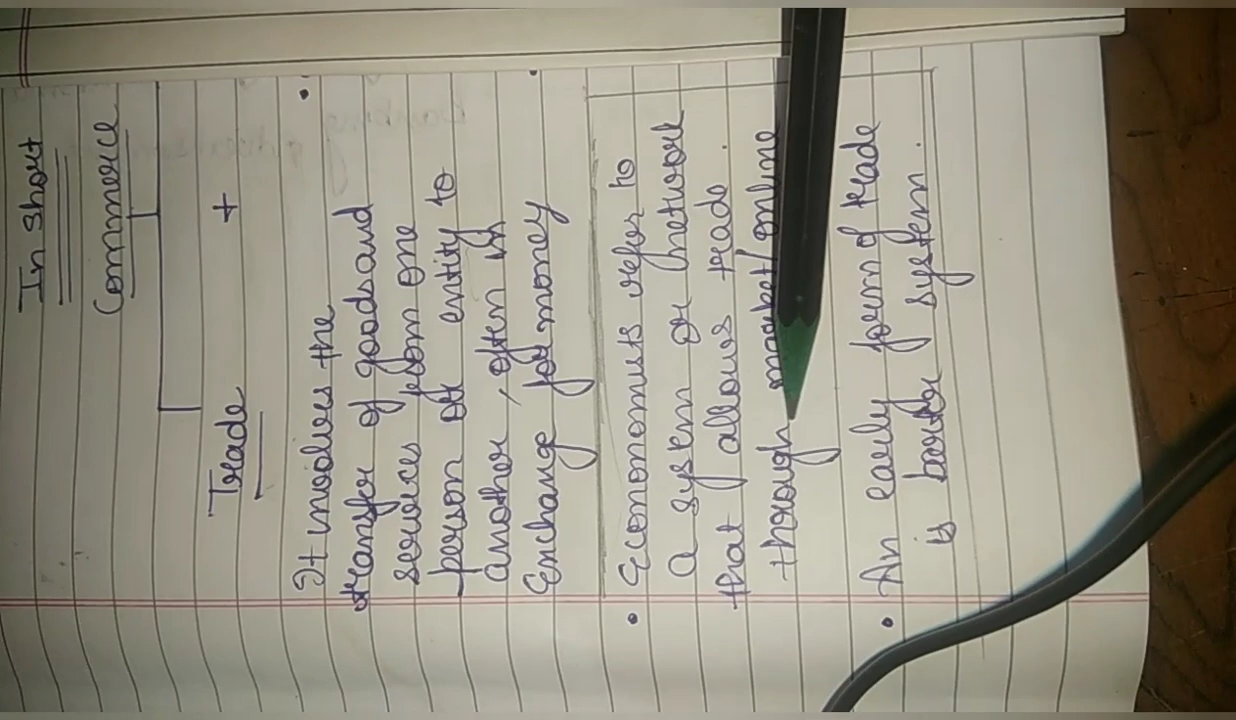 In short
Commerce
Trade +
It involves the
transfer of goods and
services from one
person or entity to
another, often in
Exchange for money
• Economists refer to
a system or network
that allows trade
through market/online
• An early form of trade
is barter system.